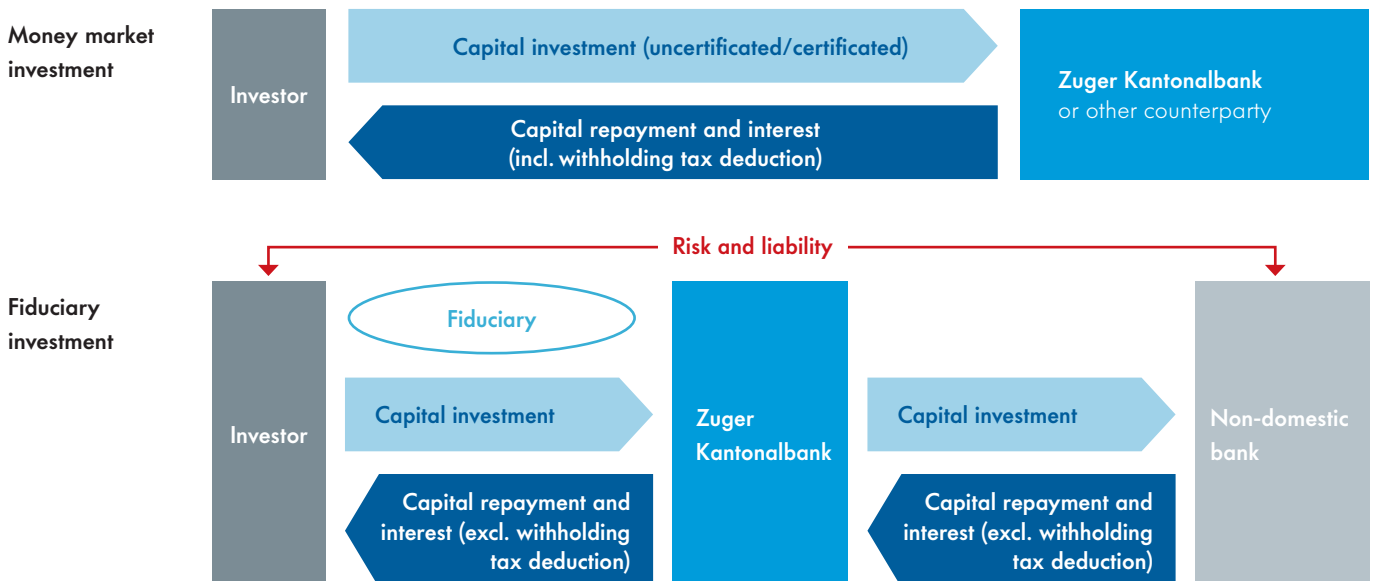 Money market
investment
Investor
Capital investment (uncertificated/certificated)
Capital repayment and interest
(incl. withholding tax deduction)
Zuger Kantonalbank
or other counterparty
Risk and liability
Fiduciary
investment
Investor
Fiduciary
Capital investment
Capital repayment and
interest (excl. withholding
tax deduction)
Zuger
Kantonalbank
Capital investment
Capital repayment and
interest (excl. withholding
tax deduction)
Non-domestic
bank